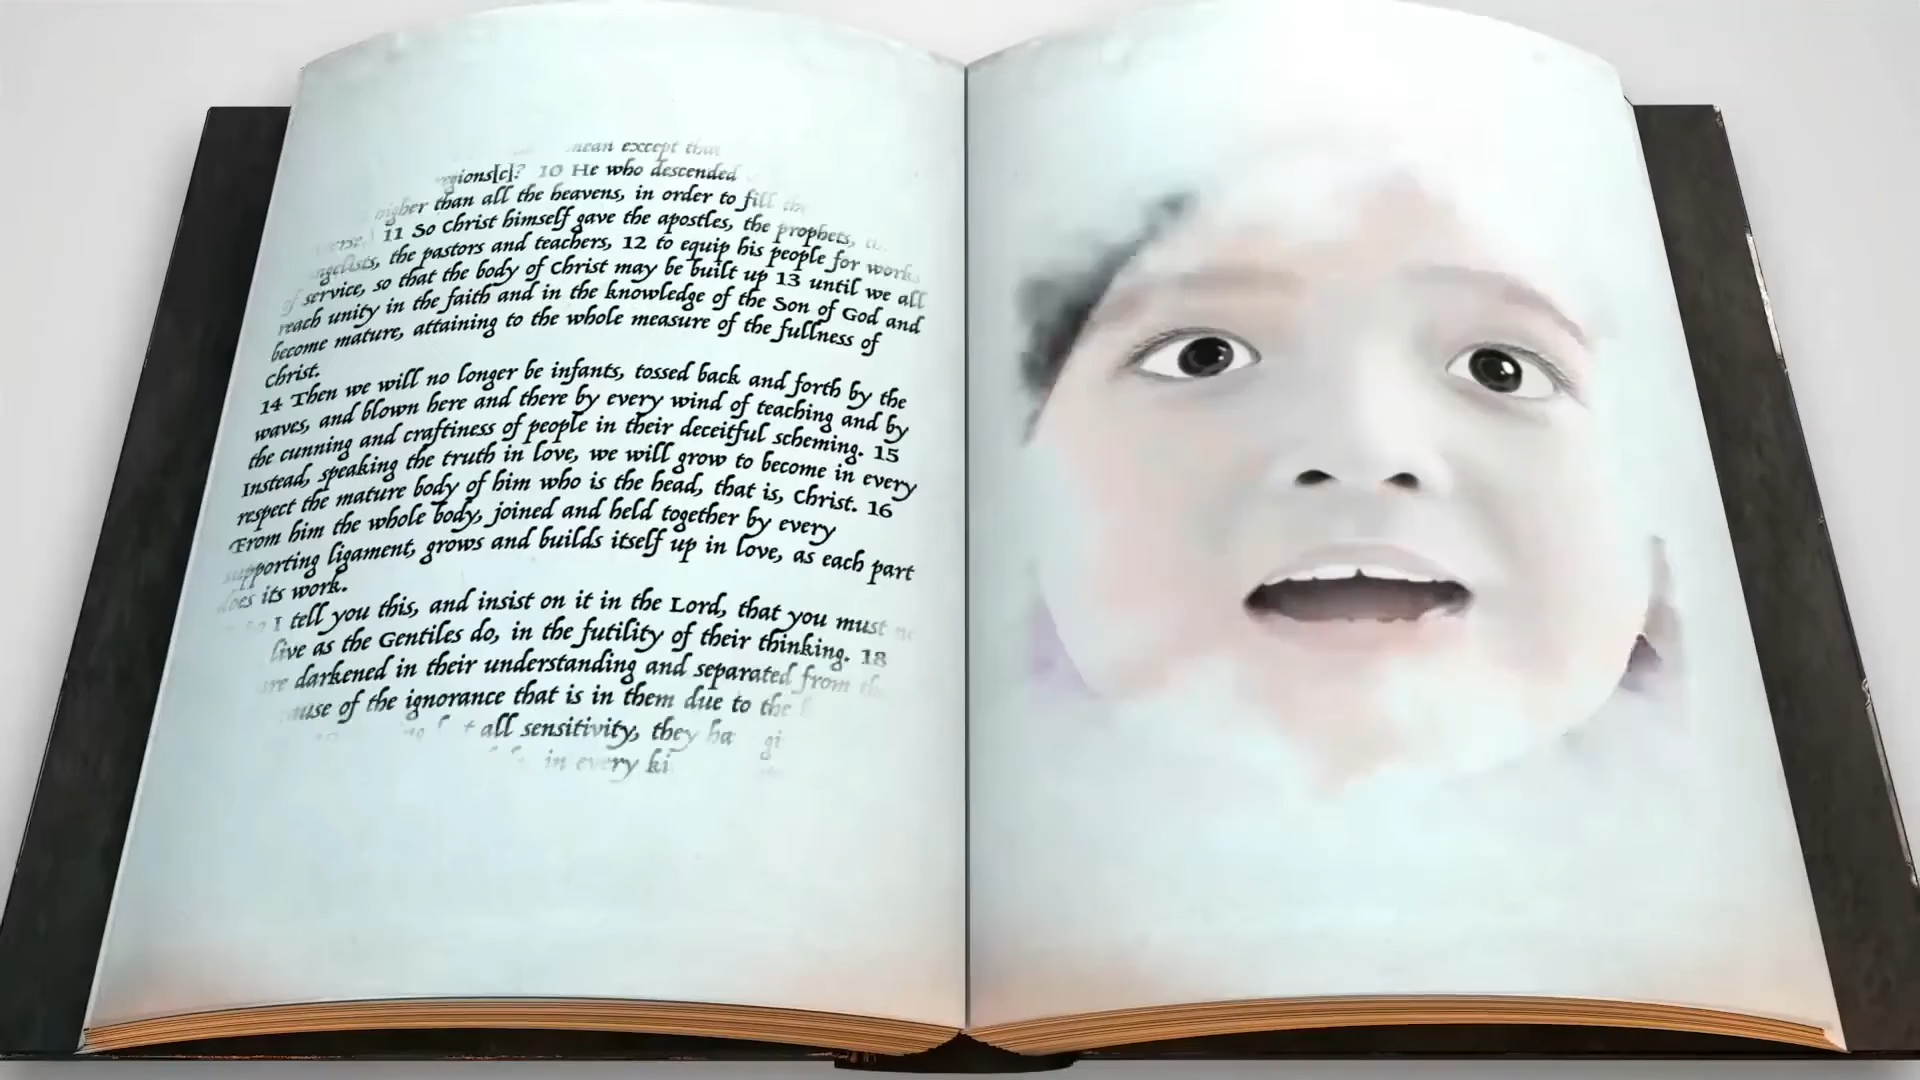 mean except that
regions[c]? 10 He who descended
higher than all the heavens, in order to fill the
11 So Christ himself gave the apostles, the prophets,
the pastors and teachers, 12 to equip his people for works
of service, so that the body of Christ may be built up 13 until we all
reach unity in the faith and in the knowledge of the Son of God and
become mature, attaining to the whole measure of the fullness of
Christ.
14 Then we will no longer be infants, tossed back and forth by the
waves, and blown here and there by every wind of teaching and by
the cunning and craftiness of people in their deceitful scheming. 15
Instead, speaking the truth in love, we will grow to become in every
respect the mature body of him who is the head, that is, Christ. 16
From him the whole body, joined and held together by every
supporting ligament, grows and builds itself up in love, as each part
does its work.
I tell you this, and insist on it in the Lord, that you must
live as the Gentiles do, in the futility of their thinking. 18
are darkened in their understanding and separated from
of the ignorance that is in them due to the
all sensitivity, they
in every